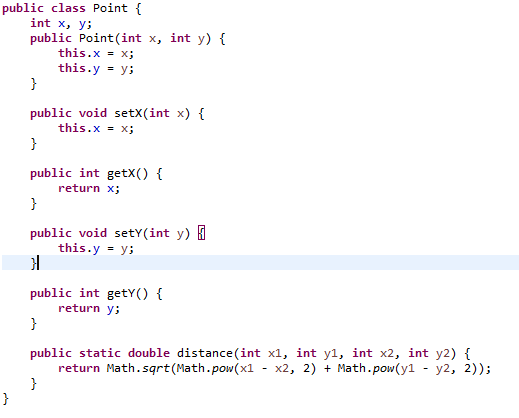 public class Point {
    int x, y;
    public Point(int x, int y) {
        this.x = x;
        this.y = y;
    }

    public void setX(int x) {
        this.x = x;
    }

    public int getX() {
        return x;
    }

    public void setY(int y) {
        this.y = y;
    }

    public int getY() {
        return y;
    }

    public static double distance(int x1, int y1, int x2, int y2) {
        return Math.sqrt(Math.pow(x1 - x2, 2) + Math.pow(y1 - y2, 2));
    }
}